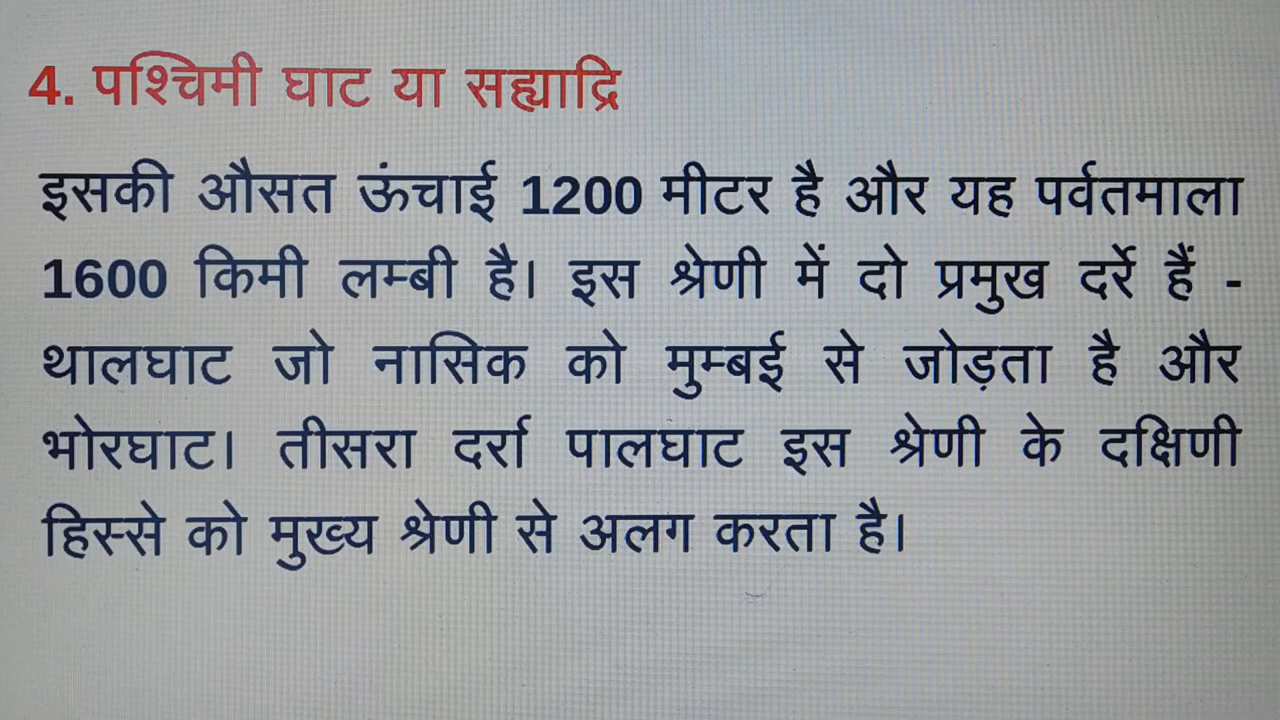 4. पश्चिमी घाट या सह्याद्रि
इसकी औसत ऊंचाई 1200 मीटर है और यह पर्वतमाला
1600 किमी लम्बी है। इस श्रेणी में दो प्रमुख दर्रे हैं -
थालघाट जो नासिक को मुम्बई से जोड़ता है और
भोरघाट। तीसरा दर्रा पालघाट इस श्रेणी के दक्षिणी
हिस्से को मुख्य श्रेणी से अलग करता है।